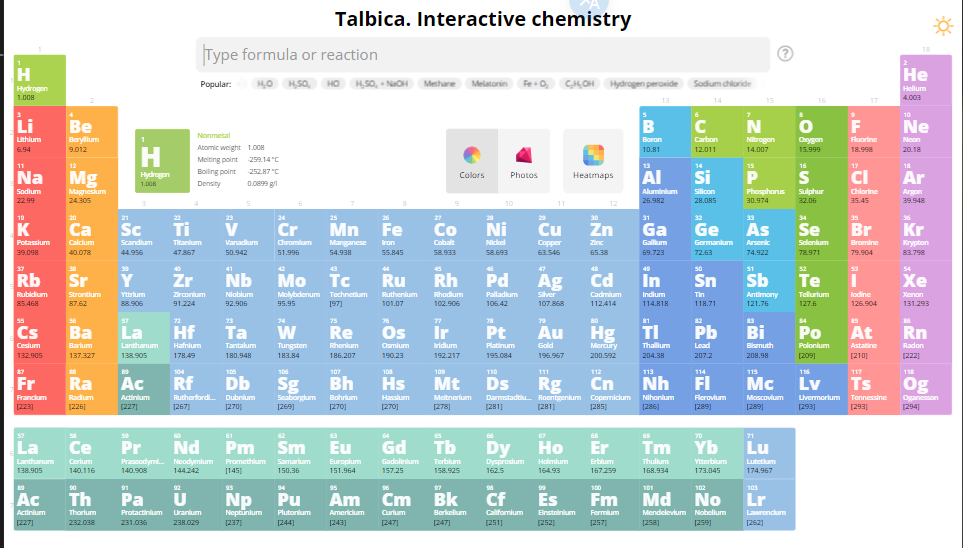 Talbica. Interactive chemistry
Type formula or reaction
?
Popular: H₂O H₂SO₄ HCl H₂SO₄ + NaOH Methane Melatonin Fe + O₂ C₂H₅OH Hydrogen peroxide Sodium chloride
1 18
1 H Hydrogen 1.008
2 He Helium 4.003
2 13 14 15 16 17
3 Li Lithium 6.94
4 Be Beryllium 9.012
1 H Hydrogen 1.008
Nonmetal
Atomic weight 1.008
Melting point -259.14 °C
Boiling point -252.87 °C
Density 0.0899 g/l
Colors
Photos
Heatmaps
5 B Boron 10.81
6 C Carbon 12.011
7 N Nitrogen 14.007
8 O Oxygen 15.999
9 F Fluorine 18.998
10 Ne Neon 20.18
11 Na Sodium 22.99
12 Mg Magnesium 24.305
13 Al Aluminium 26.982
14 Si Silicon 28.085
15 P Phosphorus 30.974
16 S Sulphur 32.06
17 Cl Chlorine 35.45
18 Ar Argon 39.948
3 4 5 6 7 8 9 10 11 12
19 K Potassium 39.098
20 Ca Calcium 40.078
21 Sc Scandium 44.956
22 Ti Titanium 47.867
23 V Vanadium 50.942
24 Cr Chromium 51.996
25 Mn Manganese 54.938
26 Fe Iron 55.845
27 Co Cobalt 58.933
28 Ni Nickel 58.693
29 Cu Copper 63.546
30 Zn Zinc 65.38
31 Ga Gallium 69.723
32 Ge Germanium 72.63
33 As Arsenic 74.922
34 Se Selenium 78.971
35 Br Bromine 79.904
36 Kr Krypton 83.798
37 Rb Rubidium 85.468
38 Sr Strontium 87.62
39 Y Yttrium 88.906
40 Zr Zirconium 91.224
41 Nb Niobium 92.906
42 Mo Molybdenum 95.95
43 Tc Technetium [97]
44 Ru Ruthenium 101.07
45 Rh Rhodium 102.906
46 Pd Palladium 106.42
47 Ag Silver 107.868
48 Cd Cadmium 112.414
49 In Indium 114.818
50 Sn Tin 118.71
51 Sb Antimony 121.76
52 Te Tellurium 127.6
53 I Iodine 126.904
54 Xe Xenon 131.293
55 Cs Cesium 132.905
56 Ba Barium 137.327
57 La Lanthanum 138.905
72 Hf Hafnium 178.49
73 Ta Tantalum 180.948
74 W Tungsten 183.84
75 Re Rhenium 186.207
76 Os Osmium 190.23
77 Ir Iridium 192.217
78 Pt Platinum 195.084
79 Au Gold 196.967
80 Hg Mercury 200.592
81 Tl Thallium 204.38
82 Pb Lead 207.2
83 Bi Bismuth 208.98
84 Po Polonium [209]
85 At Astatine [210]
86 Rn Radon [222]
87 Fr Francium [223]
88 Ra Radium [226]
89 Ac Actinium [227]
104 Rf Rutherfordi... [267]
105 Db Dubnium [270]
106 Sg Seaborgium [269]
107 Bh Bohrium [270]
108 Hs Hassium [270]
109 Mt Meitnerium [278]
110 Ds Darmstadtiu... [281]
111 Rg Roentgenium [281]
112 Cn Copernicium [285]
113 Nh Nihonium [286]
114 Fl Flerovium [289]
115 Mc Moscovium [289]
116 Lv Livermorium [293]
117 Ts Tennessine [293]
118 Og Oganesson [294]
57 La Lanthanum 138.905
58 Ce Cerium 140.116
59 Pr Praseodymi... 140.908
60 Nd Neodymium 144.242
61 Pm Promethium [145]
62 Sm Samarium 150.36
63 Eu Europium 151.964
64 Gd Gadolinium 157.25
65 Tb Terbium 158.925
66 Dy Dysprosium 162.5
67 Ho Holmium 164.93
68 Er Erbium 167.259
69 Tm Thulium 168.934
70 Yb Ytterbium 173.045
71 Lu Lutetium 174.967
89 Ac Actinium [227]
90 Th Thorium 232.038
91 Pa Protactinium 231.036
92 U Uranium 238.029
93 Np Neptunium [237]
94 Pu Plutonium [244]
95 Am Americium [243]
96 Cm Curium [247]
97 Bk Berkelium [247]
98 Cf Californium [251]
99 Es Einsteinium [252]
100 Fm Fermium [257]
101 Md Mendelevium [258]
102 No Nobelium [259]
103 Lr Lawrencium [262]